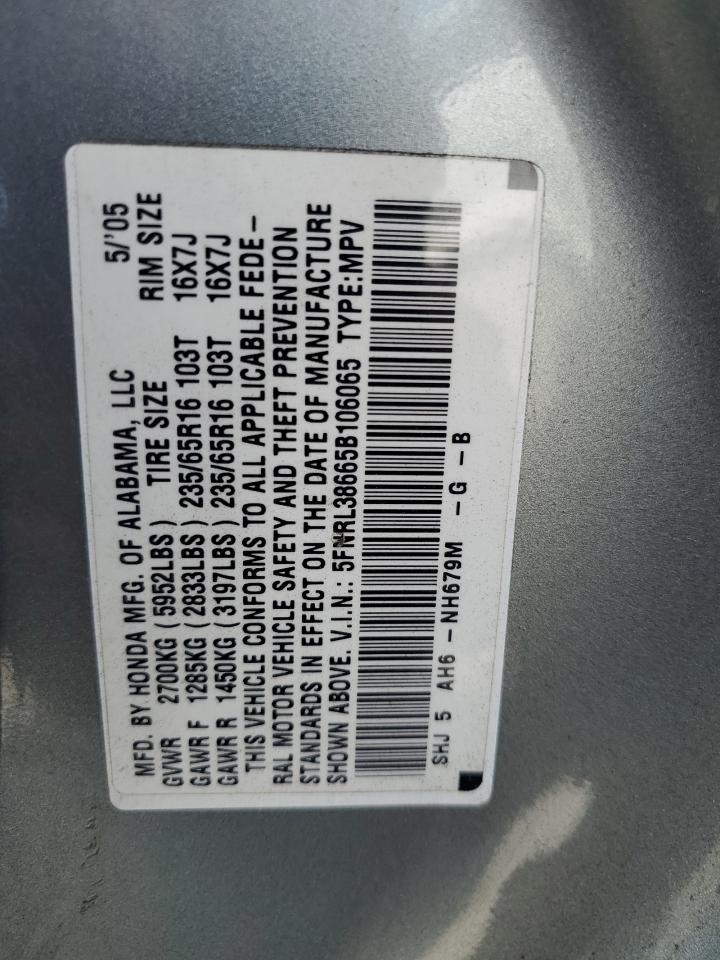 MFD. BY HONDA MFG. OF ALABAMA, LLC 5/'05
GVWR 2700KG (5952LBS) TIRE SIZE RIM SIZE
GAWR F 1285KG (2833LBS) 235/65R16 103T 16X7J
GAWR R 1450KG (3197LBS) 235/65R16 103T 16X7J
THIS VEHICLE CONFORMS TO ALL APPLICABLE FEDE-
RAL MOTOR VEHICLE SAFETY AND THEFT PREVENTION
STANDARDS IN EFFECT ON THE DATE OF MANUFACTURE
SHOWN ABOVE. V.I.N.: 5FNRL38665B106065 TYPE:MPV
SHJ 5 AH6 -NH679M -G -B